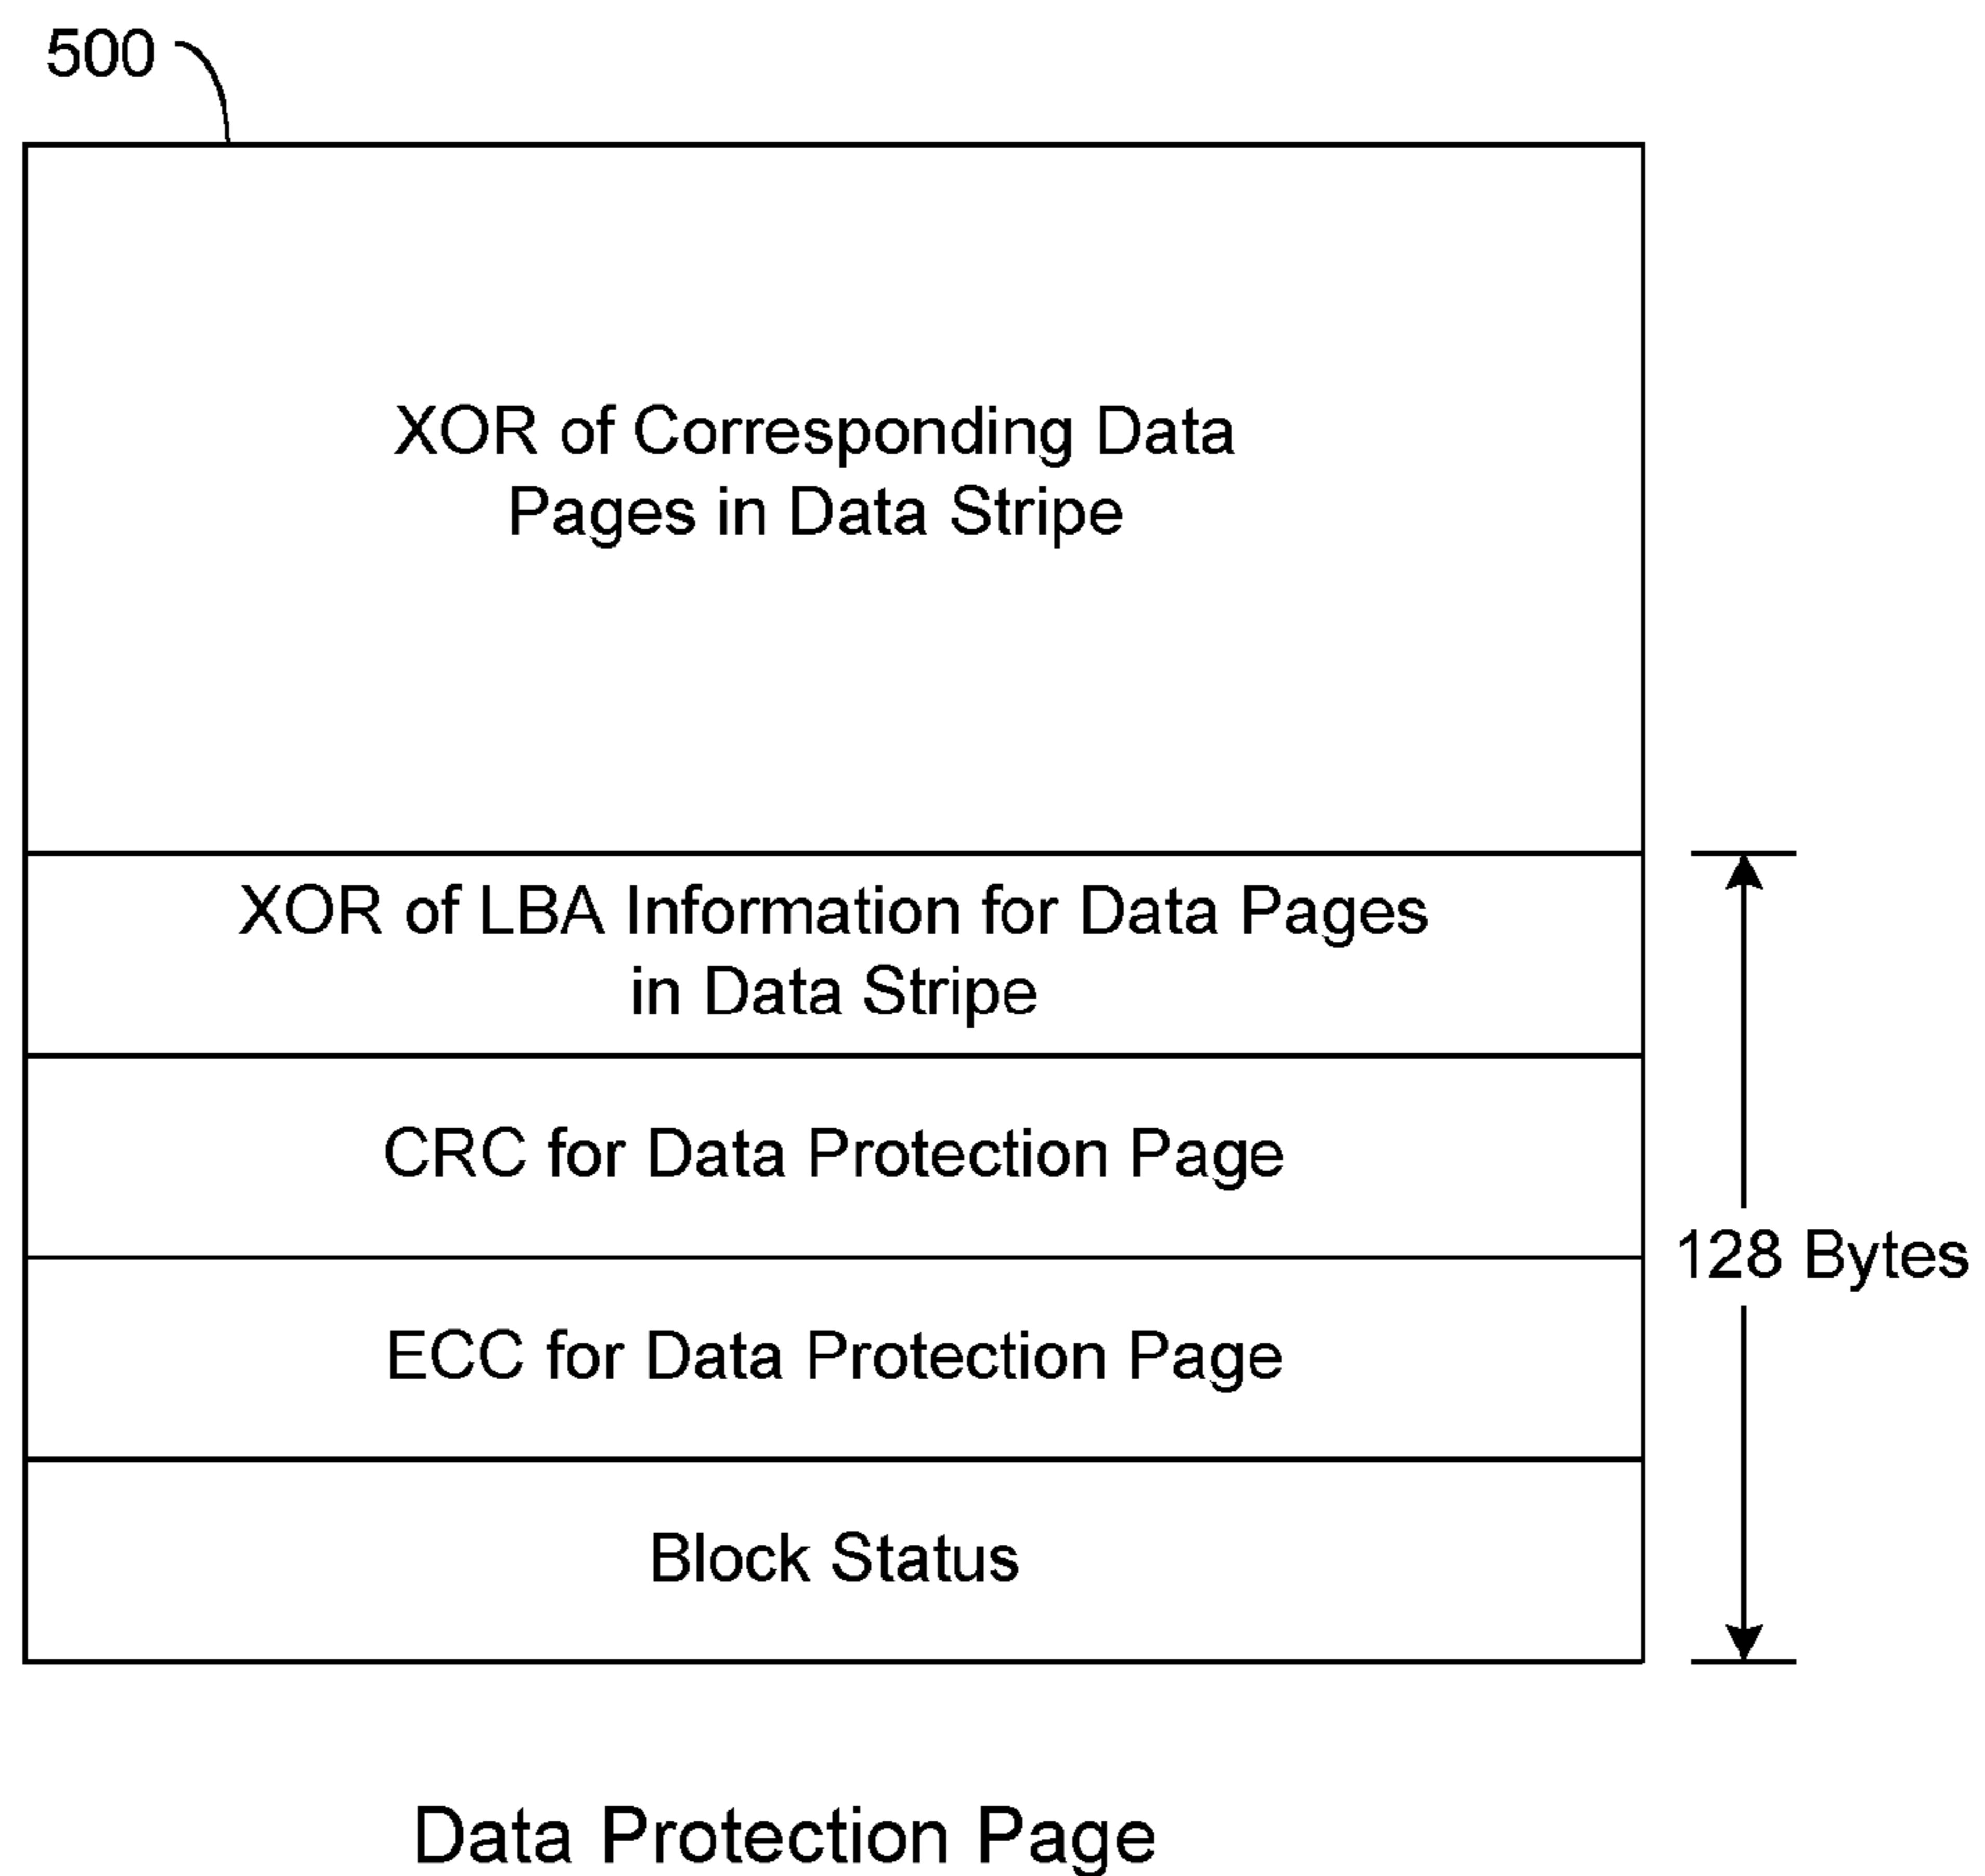 500
XOR of Corresponding Data
Pages in Data Stripe
XOR of LBA Information for Data Pages
in Data Stripe
CRC for Data Protection Page
128 Bytes
ECC for Data Protection Page
Block Status
Data Protection Page